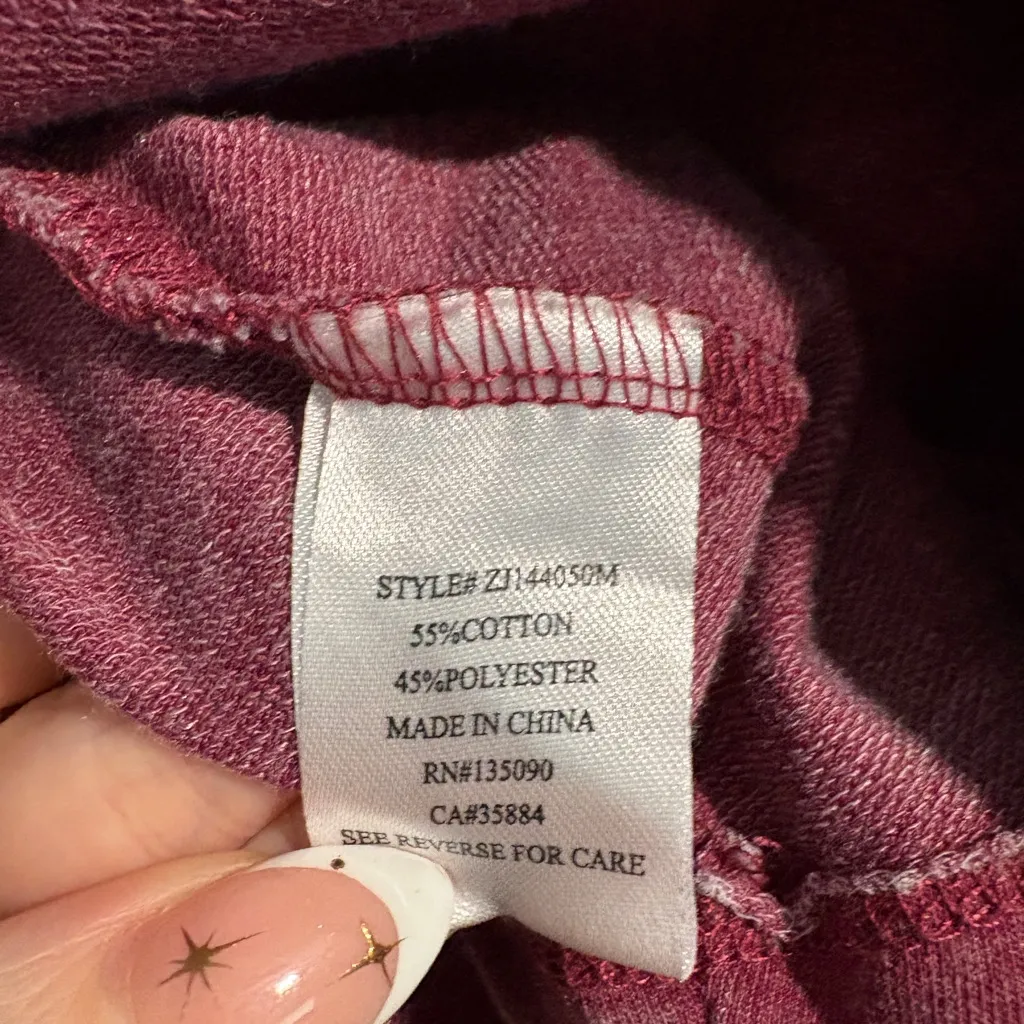 STYLE# ZJ144050M
55%COTTON
45%POLYESTER
MADE IN CHINA
RN#135090
CA#35884
SEE REVERSE FOR CARE